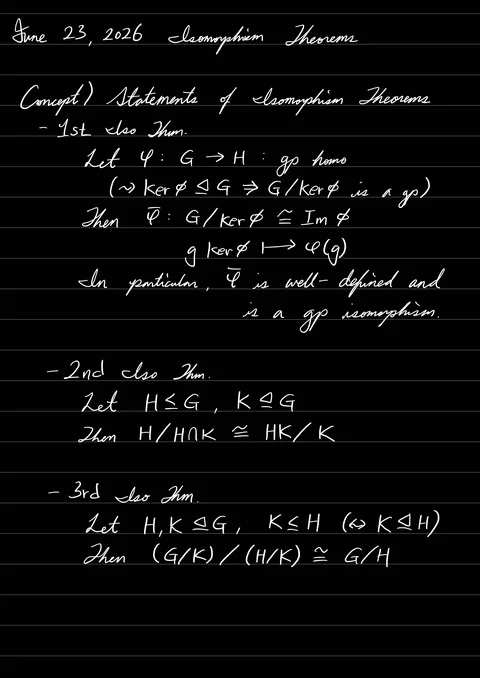 June 23, 2026 Isomorphism Theorems
Concept) Statements of Isomorphism Theorems
- 1st Iso Thm.
Let φ : G → H : gp homo
(⇝ Ker ϕ ⊴ G ⇒ G/Ker ϕ is a gp)
Then φ̄ : G/Ker ϕ ≅ Im ϕ
g Ker ϕ ⟼ φ(g)
In particular, φ̄ is well-defined and
is a gp isomorphism.
- 2nd Iso Thm.
Let H ≤ G , K ⊴ G
Then H/H∩K ≅ HK/K
- 3rd Iso Thm.
Let H, K ⊴ G, K ≤ H (↔ K ⊴ H)
Then (G/K)/(H/K) ≅ G/H